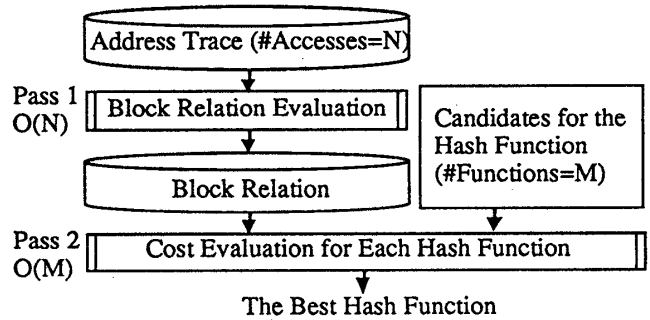 Address Trace (#Accesses=N)
Pass 1
O(N)
Block Relation Evaluation
Candidates for the
Hash Function
(#Functions=M)
Block Relation
Pass 2
O(M)
Cost Evaluation for Each Hash Function
The Best Hash Function